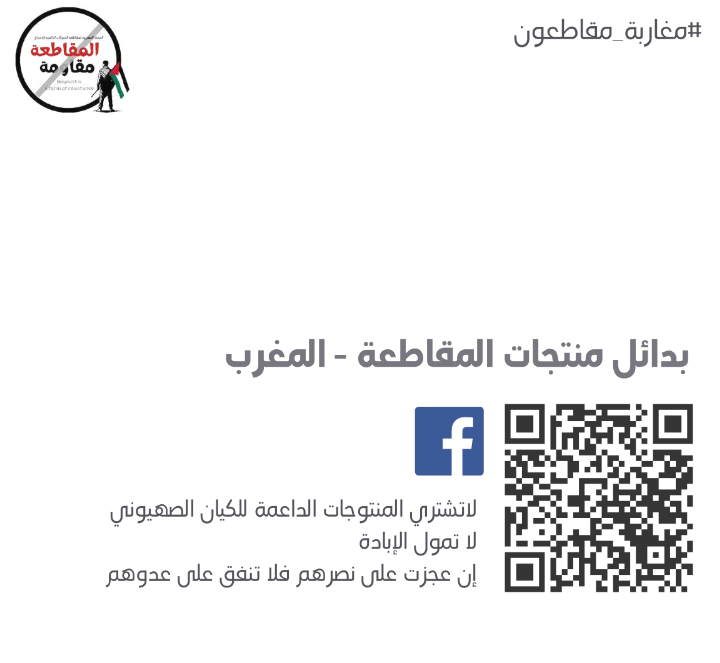 #مغاربة_مقاطعون
المقاطعة
مقاومة
بدائل منتجات المقاطعة - المغرب
لاتشتري المنتوجات الداعمة للكيان الصهيوني
لا تمول الإبادة
إن عجزت على نصرهم فلا تنفق على عدوهم